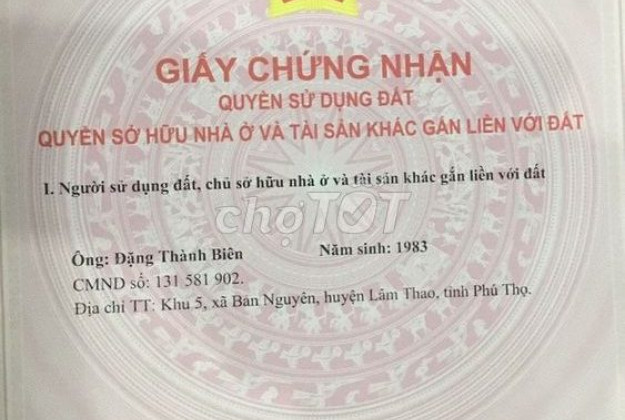 GIẤY CHỨNG NHẬN
QUYỀN SỬ DỤNG ĐẤT
QUYỀN SỞ HỮU NHÀ Ở VÀ TÀI SẢN KHÁC GẮN LIỀN VỚI ĐẤT
I. Người sử dụng đất, chủ sở hữu nhà ở và tài sản khác gắn liền với đất
chợTỐT
Ông: Đặng Thành Biên Năm sinh: 1983
CMND số: 131 581 902.
Địa chỉ TT: Khu 5, xã Bản Nguyên, huyện Lâm Thao, tỉnh Phú Thọ.